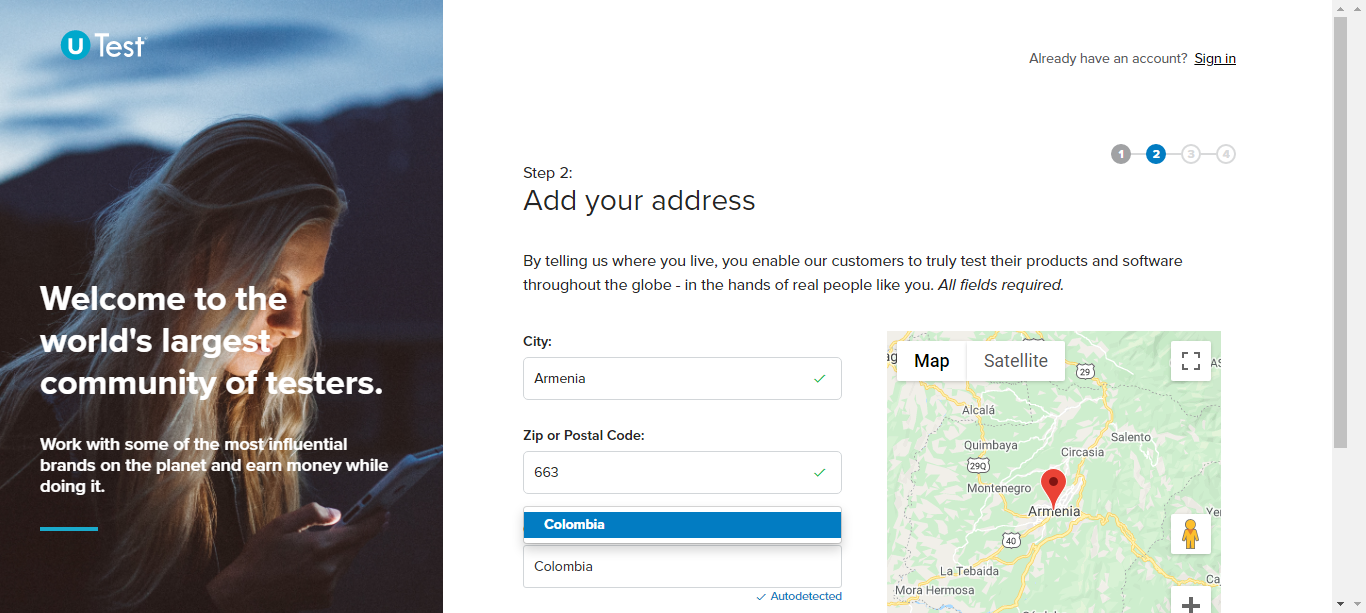 U Test
Already have an account? Sign in
1 2 3 4
Step 2:
Add your address
By telling us where you live, you enable our customers to truly test their products and software
throughout the globe - in the hands of real people like you. All fields required.
Welcome to the
world's largest
community of testers.
Work with some of the most influential
brands on the planet and earn money while
doing it.
City:
Armenia
Zip or Postal Code:
663
Colombia
Colombia
Autodetected
Map Satellite
29
Alcalá
Quimbaya
Salento
Circasia
29Q
Montenegro
Armenia
40
La Tebaida
Mora Hermosa